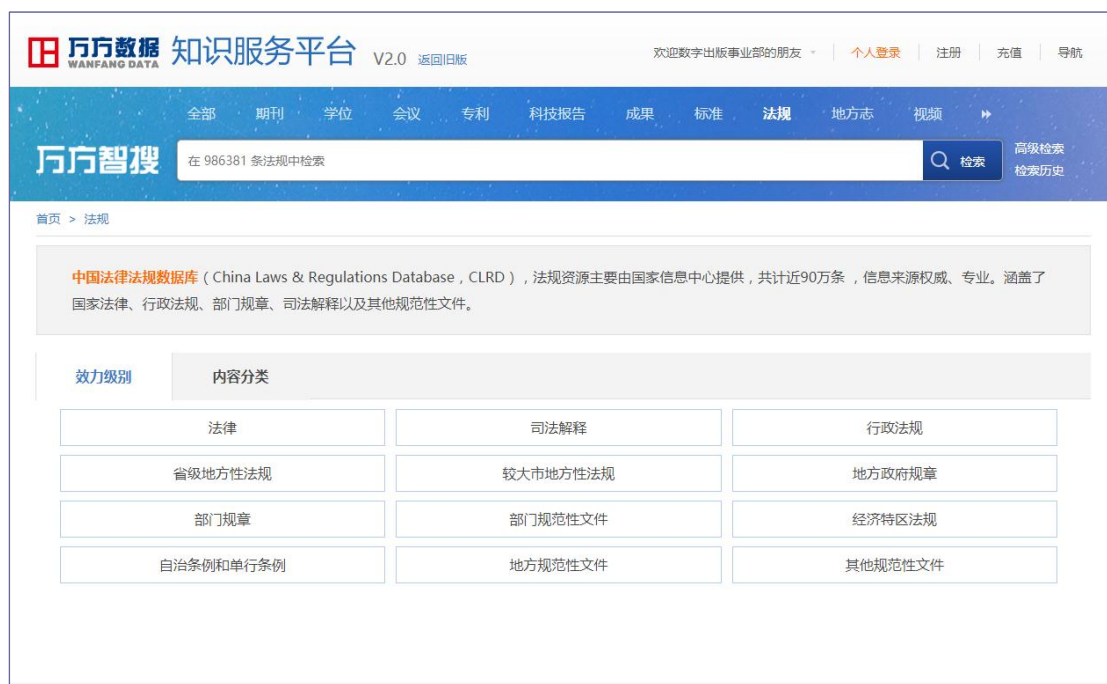 万方数据 WANFANG DATA 知识服务平台 V2.0 返回旧版 欢迎数字出版事业部的朋友 个人登录 注册 充值 导航
全部 期刊 学位 会议 专利 科技报告 成果 标准 法规 地方志 视频
万方智搜 在 986381 条法规中检索 检索 高级检索
检索历史
首页 > 法规
中国法律法规数据库（China Laws & Regulations Database，CLRD），法规资源主要由国家信息中心提供，共计近90万条 ，信息来源权威、专业。涵盖了
国家法律、行政法规、部门规章、司法解释以及其他规范性文件。
效力级别 内容分类
法律 司法解释 行政法规
省级地方性法规 较大市地方性法规 地方政府规章
部门规章 部门规范性文件 经济特区法规
自治条例和单行条例 地方规范性文件 其他规范性文件